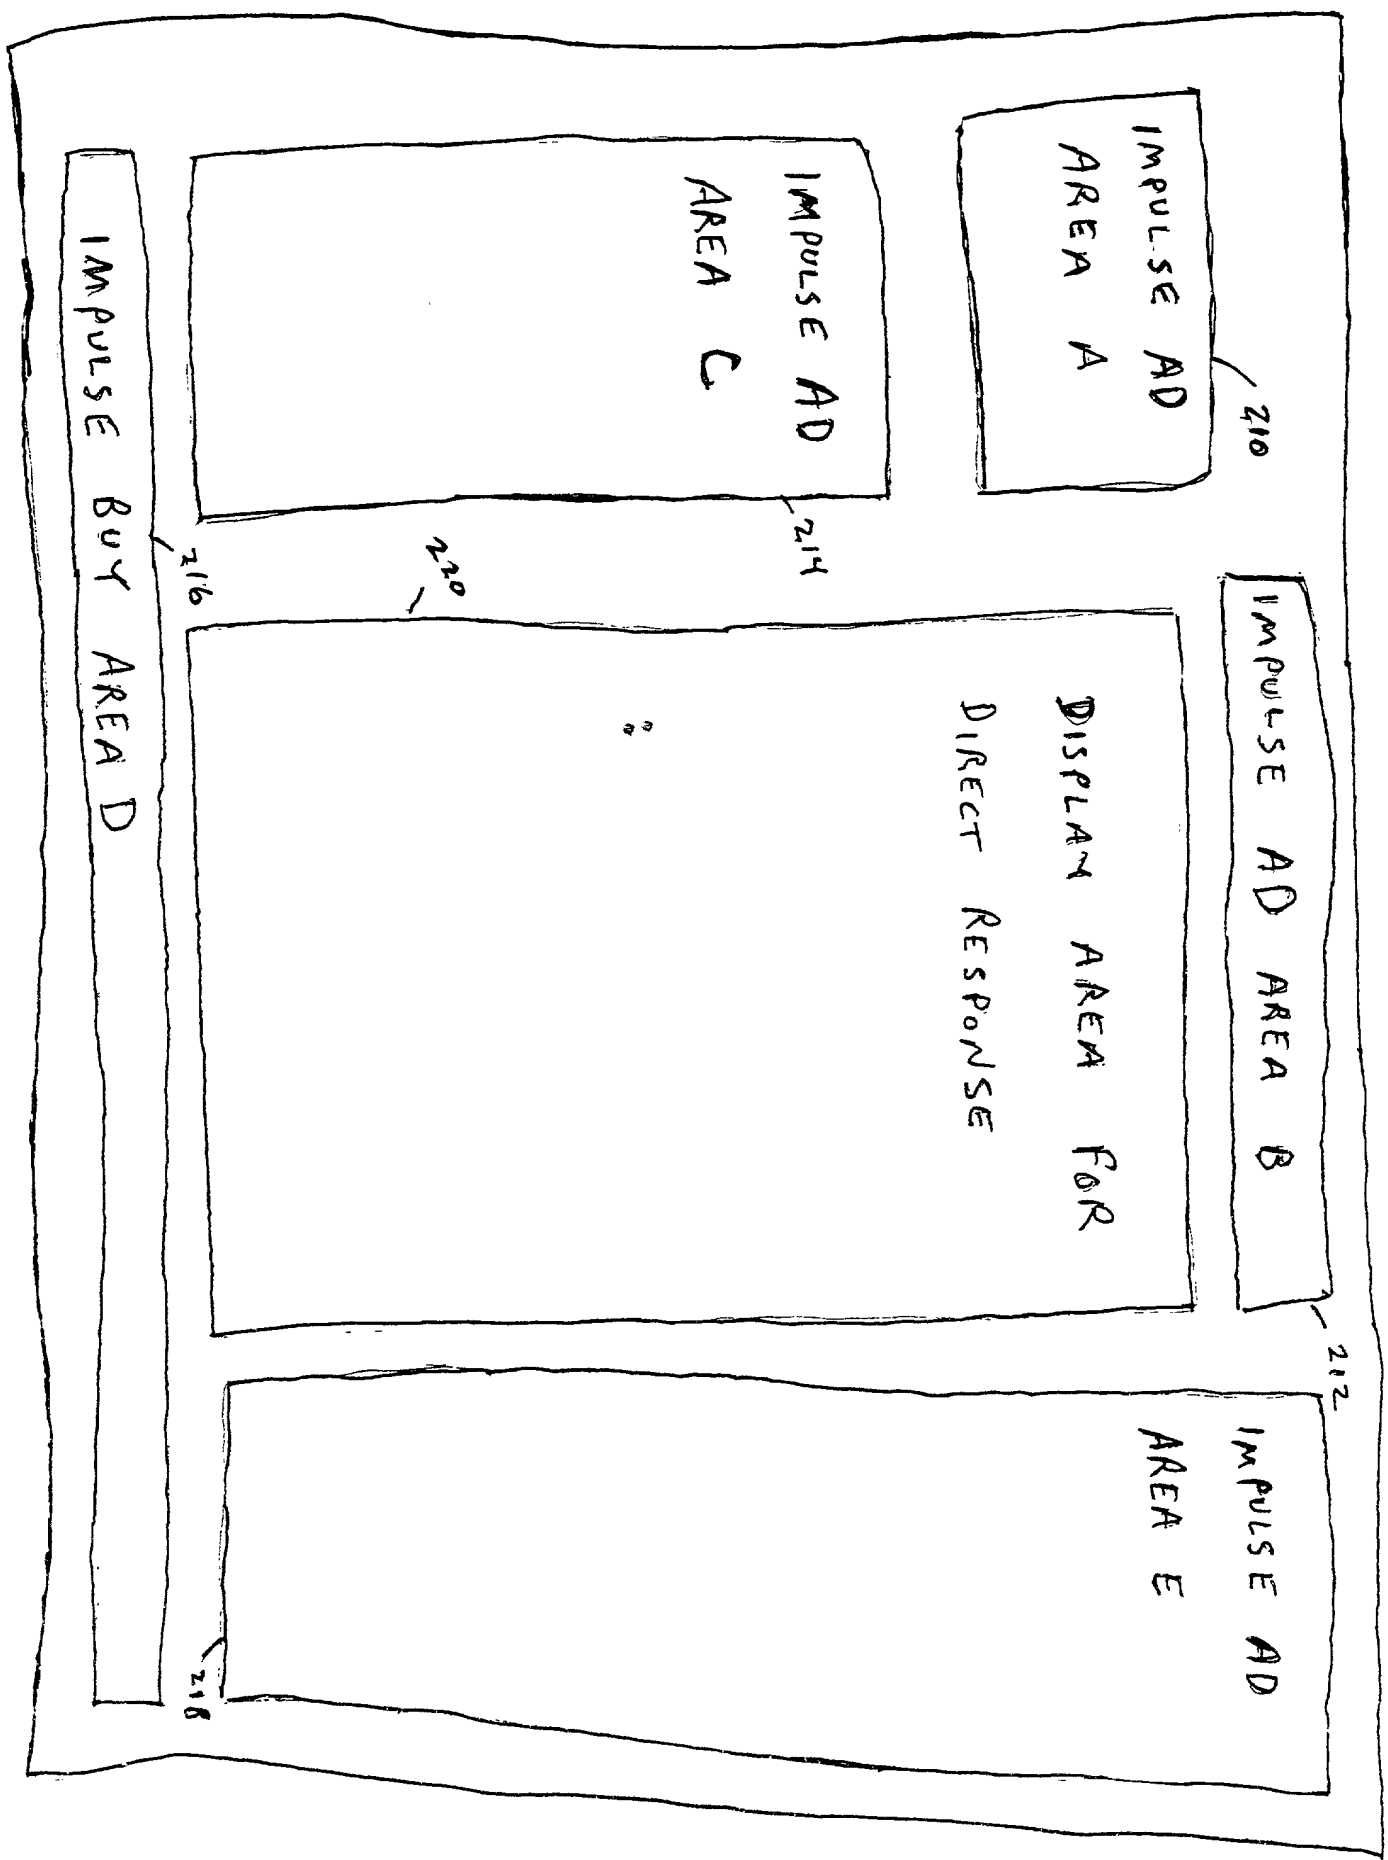 IMPULSE AD
AREA A
210
IMPULSE AD AREA B
212
IMPULSE AD
AREA C
214
DISPLAY AREA FOR
DIRECT RESPONSE
220
IMPULSE AD
AREA E
218
IMPULSE BUY AREA D
216